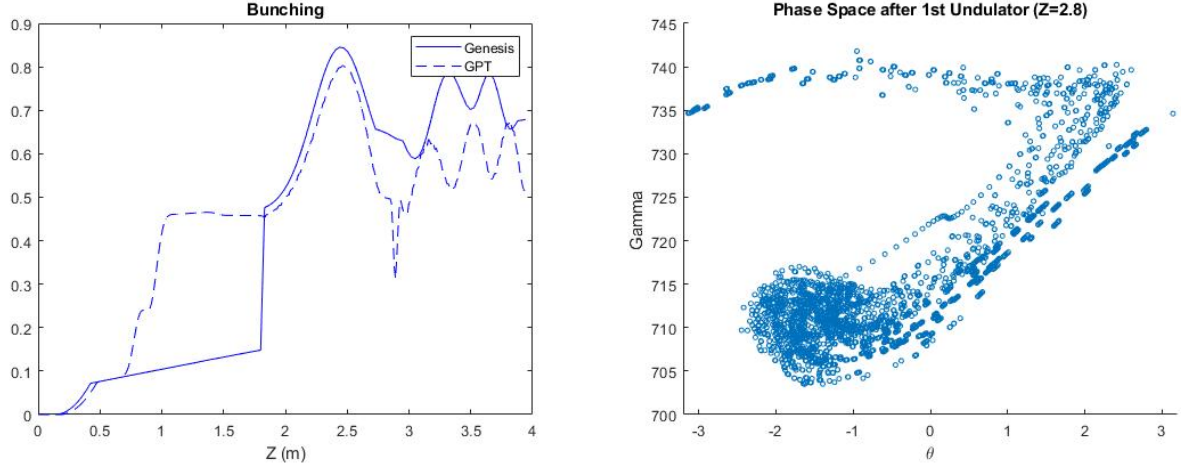 Bunching
0.9
0.8
0.7
0.6
0.5
0.4
0.3
0.2
0.1
0
0 0.5 1 1.5 2 2.5 3 3.5 4
Z (m)
Genesis
GPT
Phase Space after 1st Undulator (Z=2.8)
745
740
735
730
725
720
715
710
705
700
Gamma
-3 -2 -1 0 1 2 3
θ